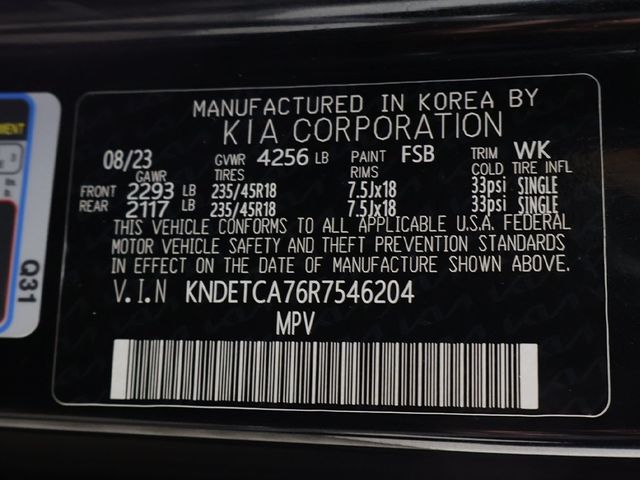 MANUFACTURED IN KOREA BY
KIA CORPORATION
08/23 GVWR 4256 LB PAINT FSB TRIM WK
GAWR TIRES RIMS COLD TIRE INFL
FRONT 2293 LB 235/45R18 7.5Jx18 33psi SINGLE
REAR 2117 LB 235/45R18 7.5Jx18 33psi SINGLE
THIS VEHICLE CONFORMS TO ALL APPLICABLE U.S.A. FEDERAL
MOTOR VEHICLE SAFETY AND THEFT PREVENTION STANDARDS
IN EFFECT ON THE DATE OF MANUFACTURE SHOWN ABOVE.
V.I.N KNDETCA76R7546204
MPV
Q31